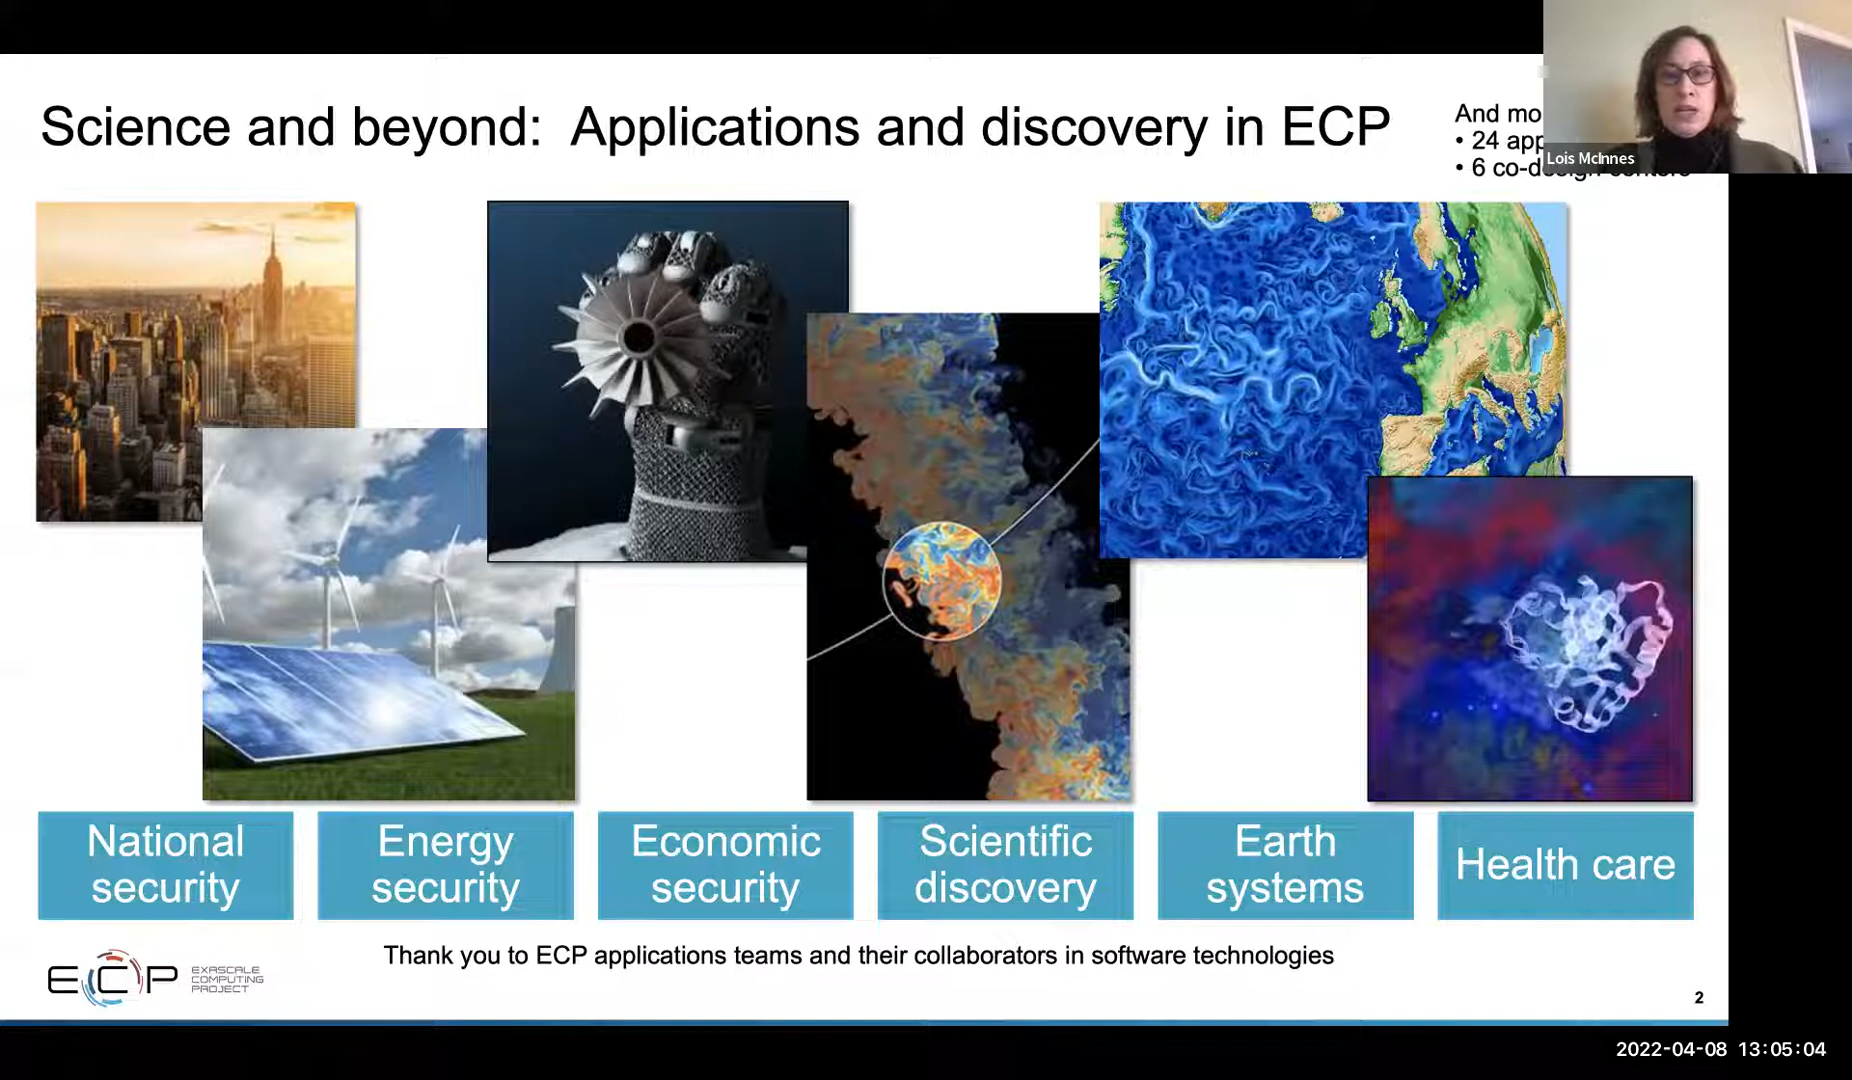 Science and beyond: Applications and discovery in ECP
And mo
• 24 app
• 6 co-design centers
Lois McInnes
National
security
Energy
security
Economic
security
Scientific
discovery
Earth
systems
Health care
Thank you to ECP applications teams and their collaborators in software technologies
ECP
EXASCALE
COMPUTING
PROJECT
2
2022-04-08 13:05:04